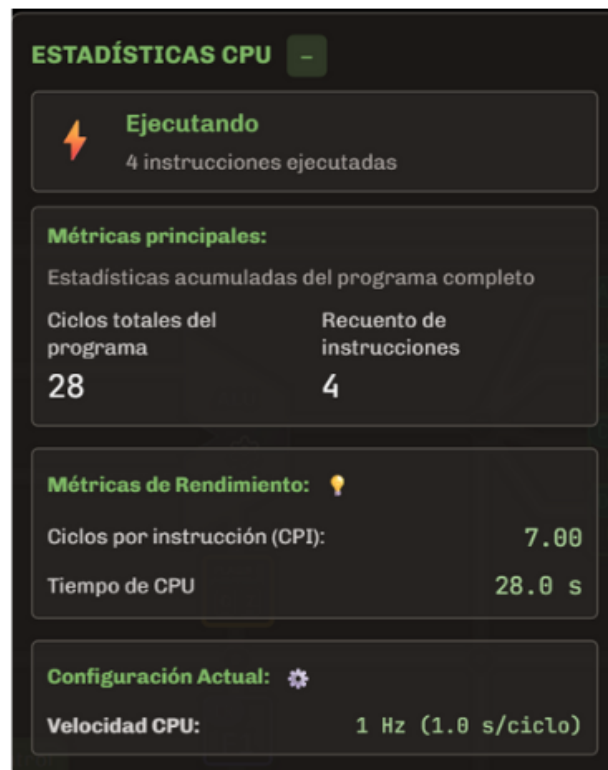 ESTADÍSTICAS CPU –
Ejecutando
4 instrucciones ejecutadas
Métricas principales:
Estadísticas acumuladas del programa completo
Ciclos totales del programa
28
Recuento de instrucciones
4
Métricas de Rendimiento:
Ciclos por instrucción (CPI): 7.00
Tiempo de CPU 28.0 s
Configuración Actual:
Velocidad CPU: 1 Hz (1.0 s/ciclo)